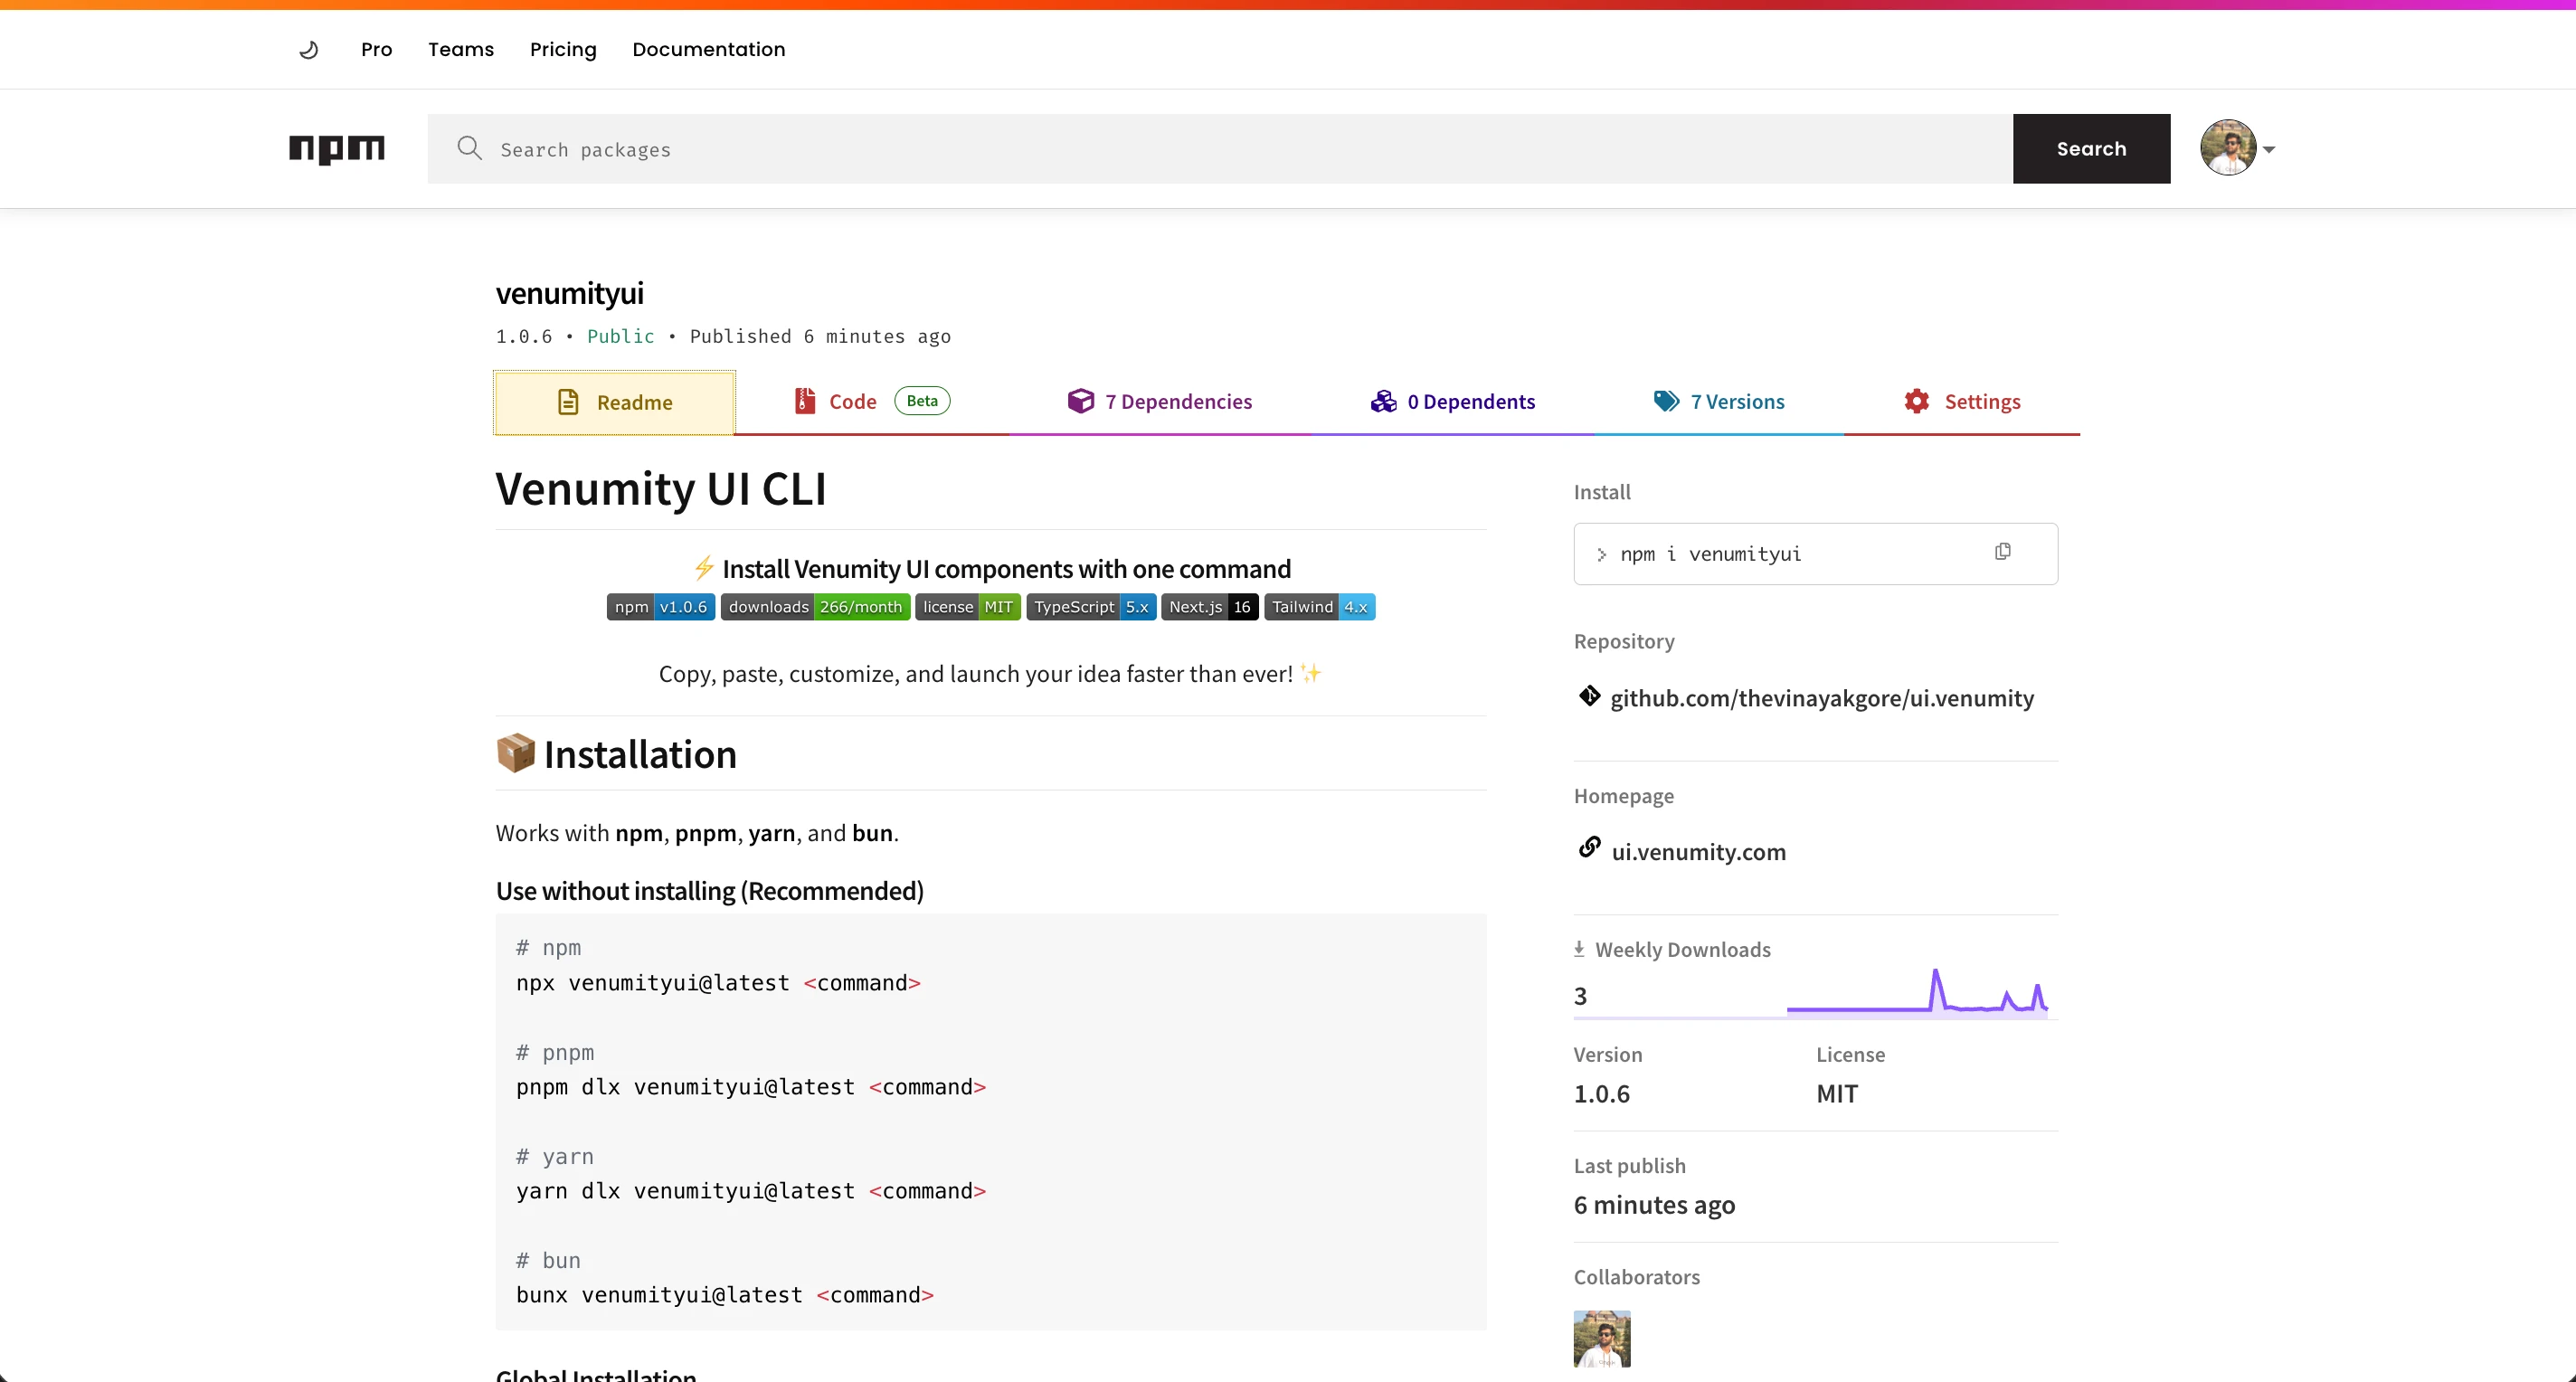 Pro Teams Pricing Documentation
npm Search packages Search
venumityui
1.0.6 • Public • Published 6 minutes ago
Readme Code Beta 7 Dependencies 0 Dependents 7 Versions Settings
Venumity UI CLI
⚡ Install Venumity UI components with one command
npm v1.0.6 downloads 266/month license MIT TypeScript 5.x Next.js 16 Tailwind 4.x
Copy, paste, customize, and launch your idea faster than ever! ✨
📦 Installation
Works with npm, pnpm, yarn, and bun.
Use without installing (Recommended)
# npm
npx venumityui@latest <command>
# pnpm
pnpm dlx venumityui@latest <command>
# yarn
yarn dlx venumityui@latest <command>
# bun
bunx venumityui@latest <command>
Global Installation
Install
> npm i venumityui
Repository
github.com/thevinayakgore/ui.venumity
Homepage
ui.venumity.com
Weekly Downloads
3
Version License
1.0.6 MIT
Last publish
6 minutes ago
Collaborators